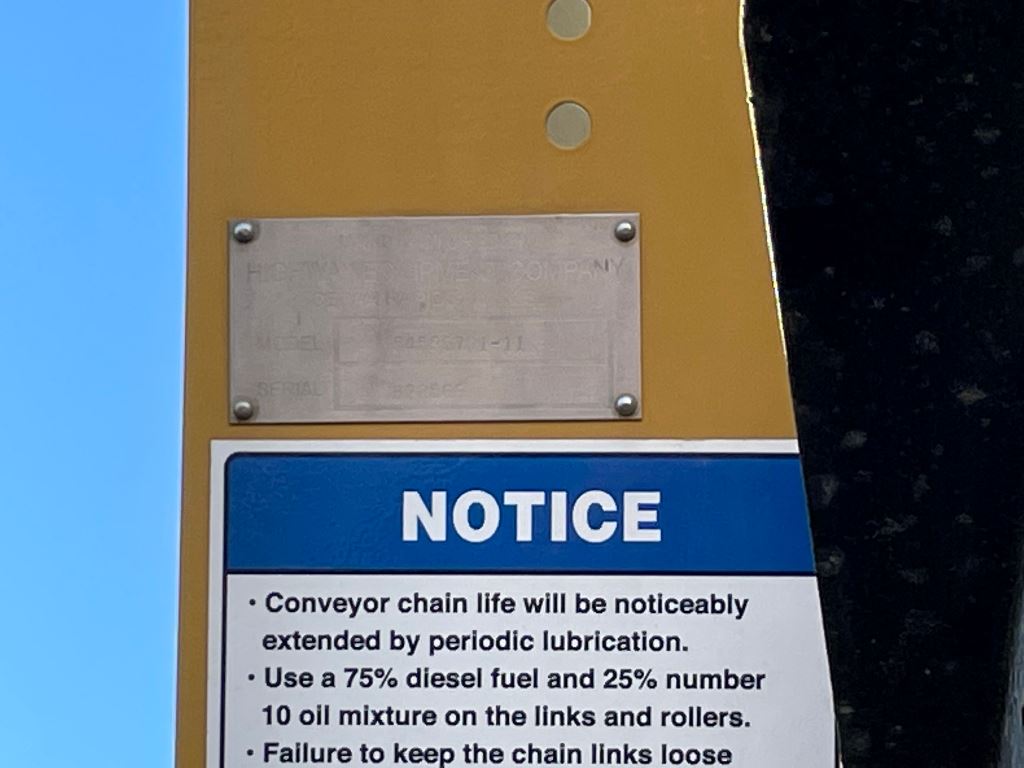 HIGHWAY EQUIPMENT COMPANY
MODEL
SERIAL
NOTICE
• Conveyor chain life will be noticeably
extended by periodic lubrication.
• Use a 75% diesel fuel and 25% number
10 oil mixture on the links and rollers.
• Failure to keep the chain links loose